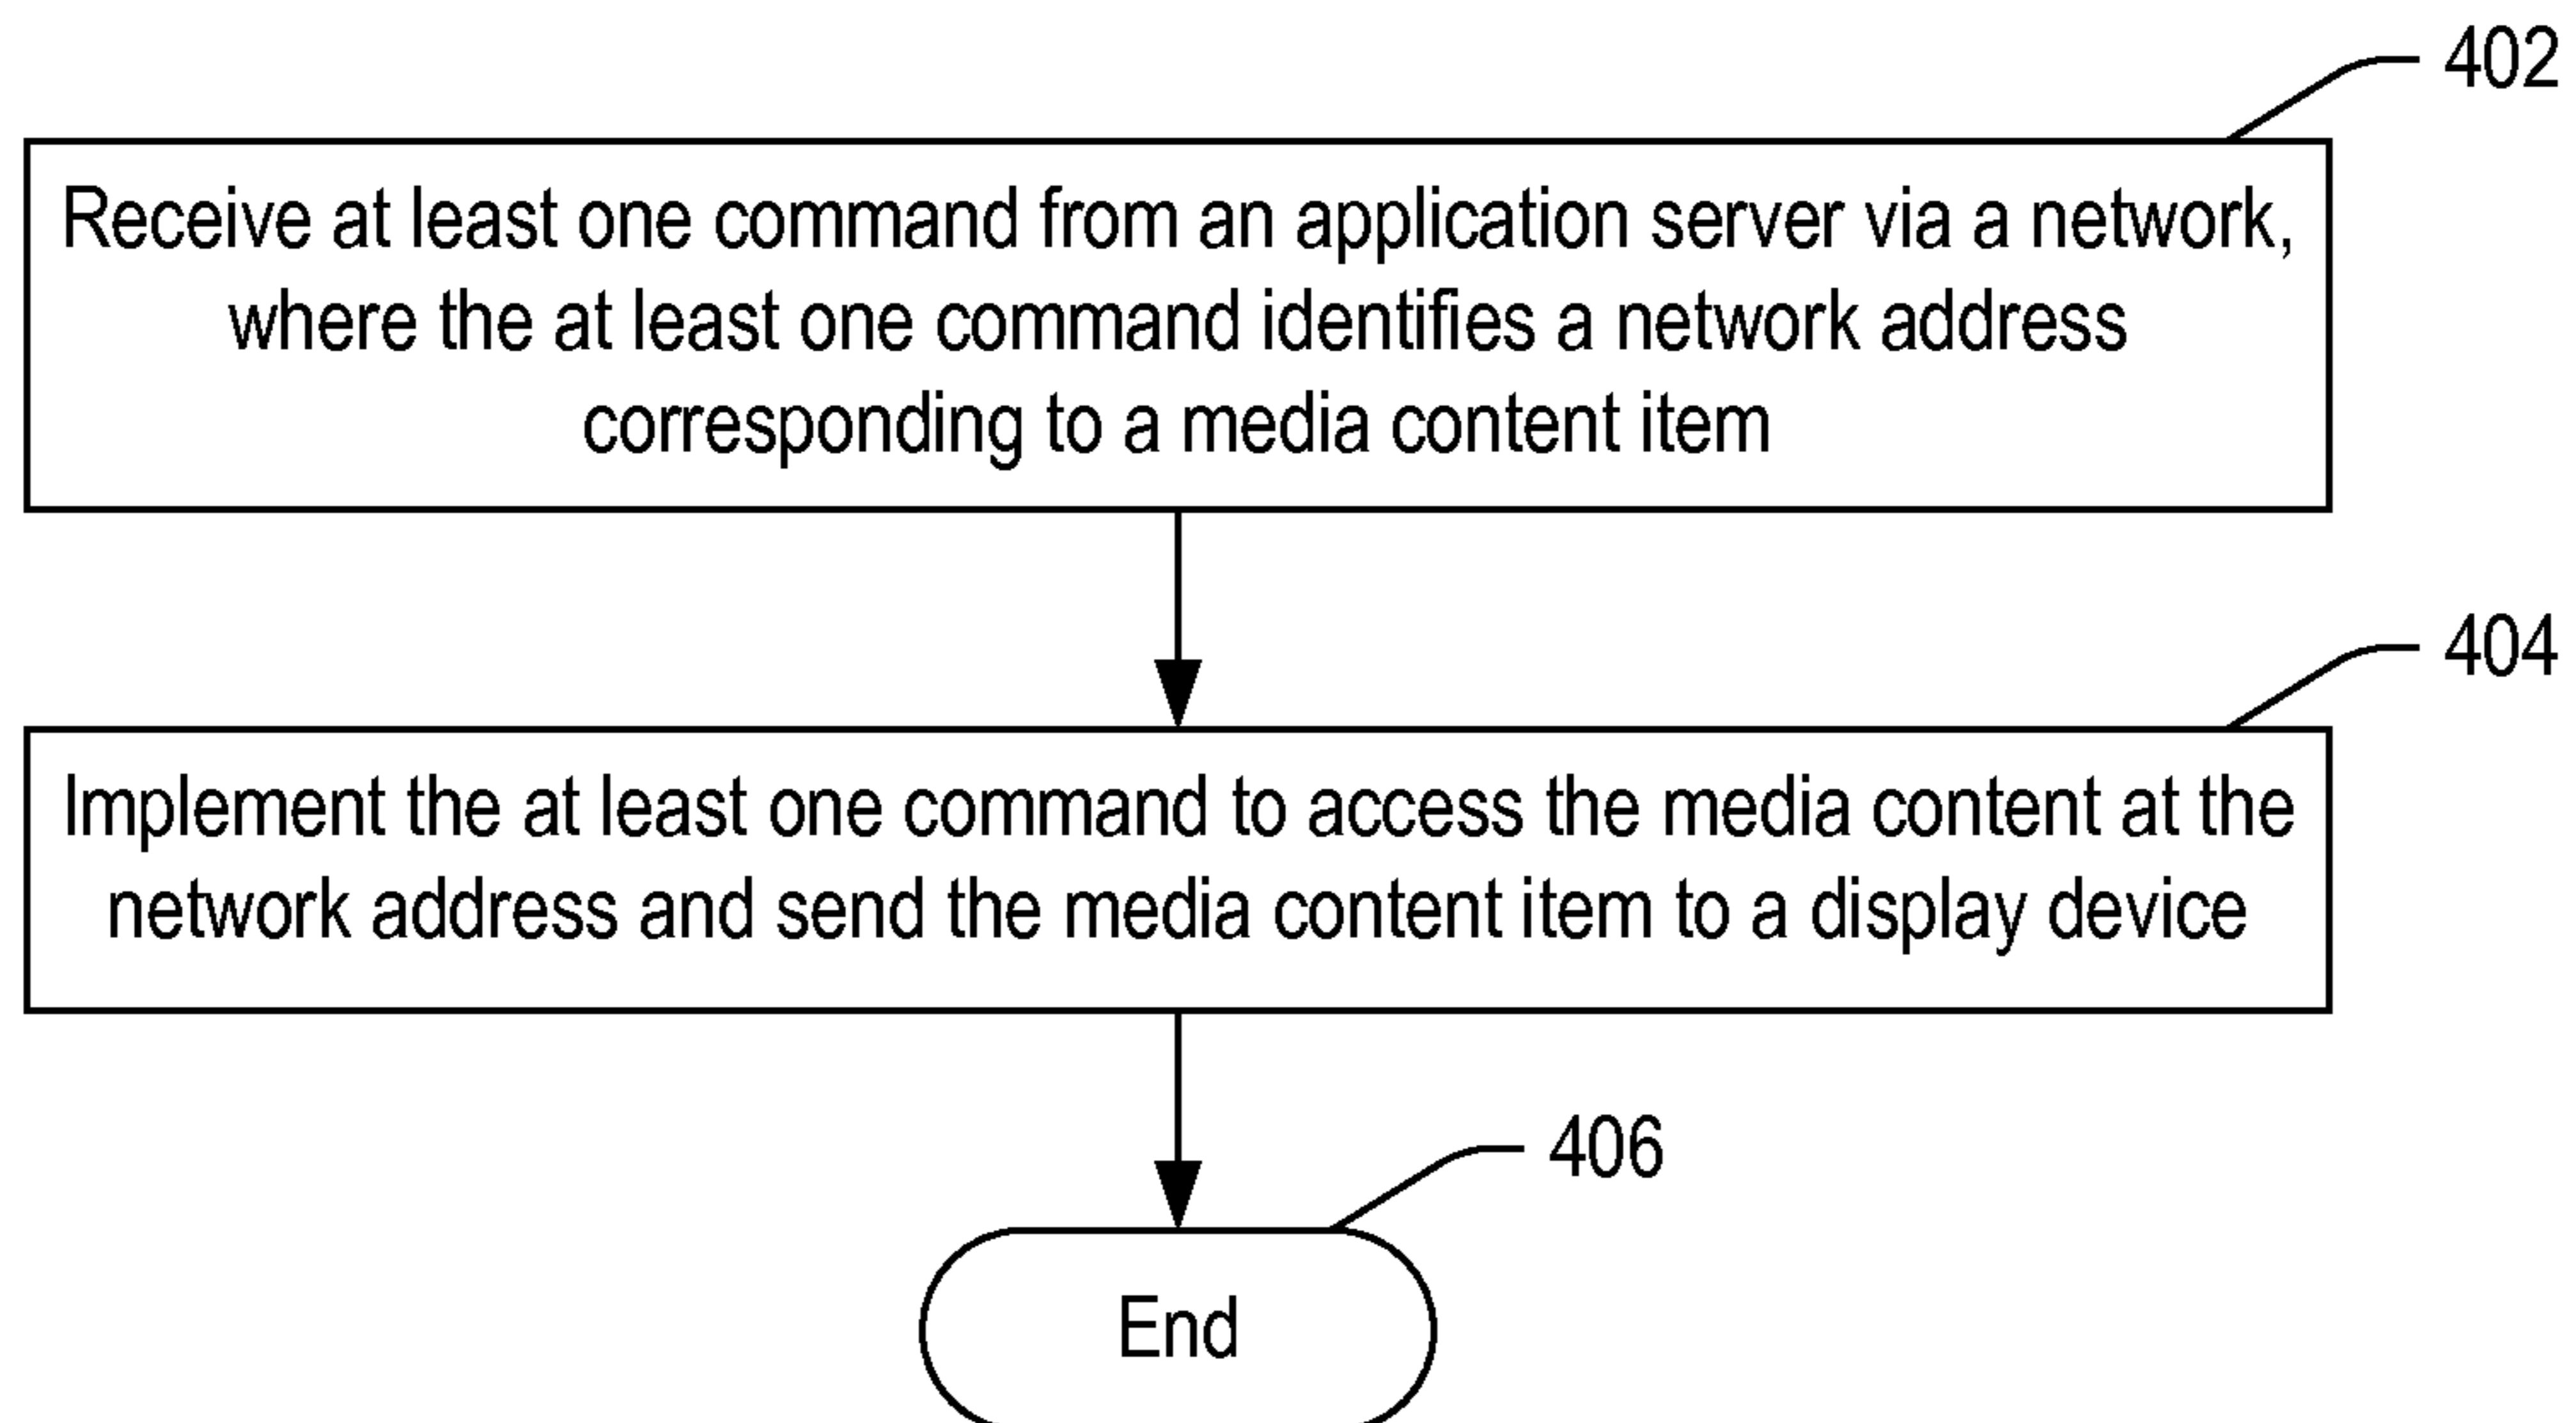 402
Receive at least one command from an application server via a network,
where the at least one command identifies a network address
corresponding to a media content item
404
Implement the at least one command to access the media content at the
network address and send the media content item to a display device
406
End